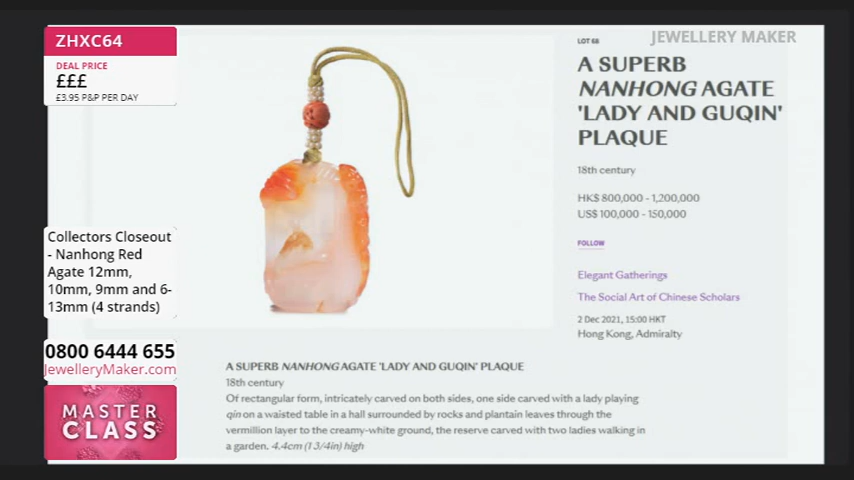 ZHXC64
DEAL PRICE
£££
£3.95 P&P PER DAY
Collectors Closeout
- Nanhong Red
Agate 12mm,
10mm, 9mm and 6-
13mm (4 strands)
0800 6444 655
JewelleryMaker.com
MASTER
CLASS
JEWELLERY MAKER
LOT 68
A SUPERB
NANHONG AGATE
'LADY AND GUQIN'
PLAQUE
18th century
HK$ 800,000 - 1,200,000
US$ 100,000 - 150,000
FOLLOW
Elegant Gatherings
The Social Art of Chinese Scholars
2 Dec 2021, 15:00 HKT
Hong Kong, Admiralty
A SUPERB NANHONG AGATE 'LADY AND GUQIN' PLAQUE
18th century
Of rectangular form, intricately carved on both sides, one side carved with a lady playing
qin on a waisted table in a hall surrounded by rocks and plantain leaves through the
vermillion layer to the creamy-white ground, the reserve carved with two ladies walking in
a garden. 4.4cm (1 3/4in) high